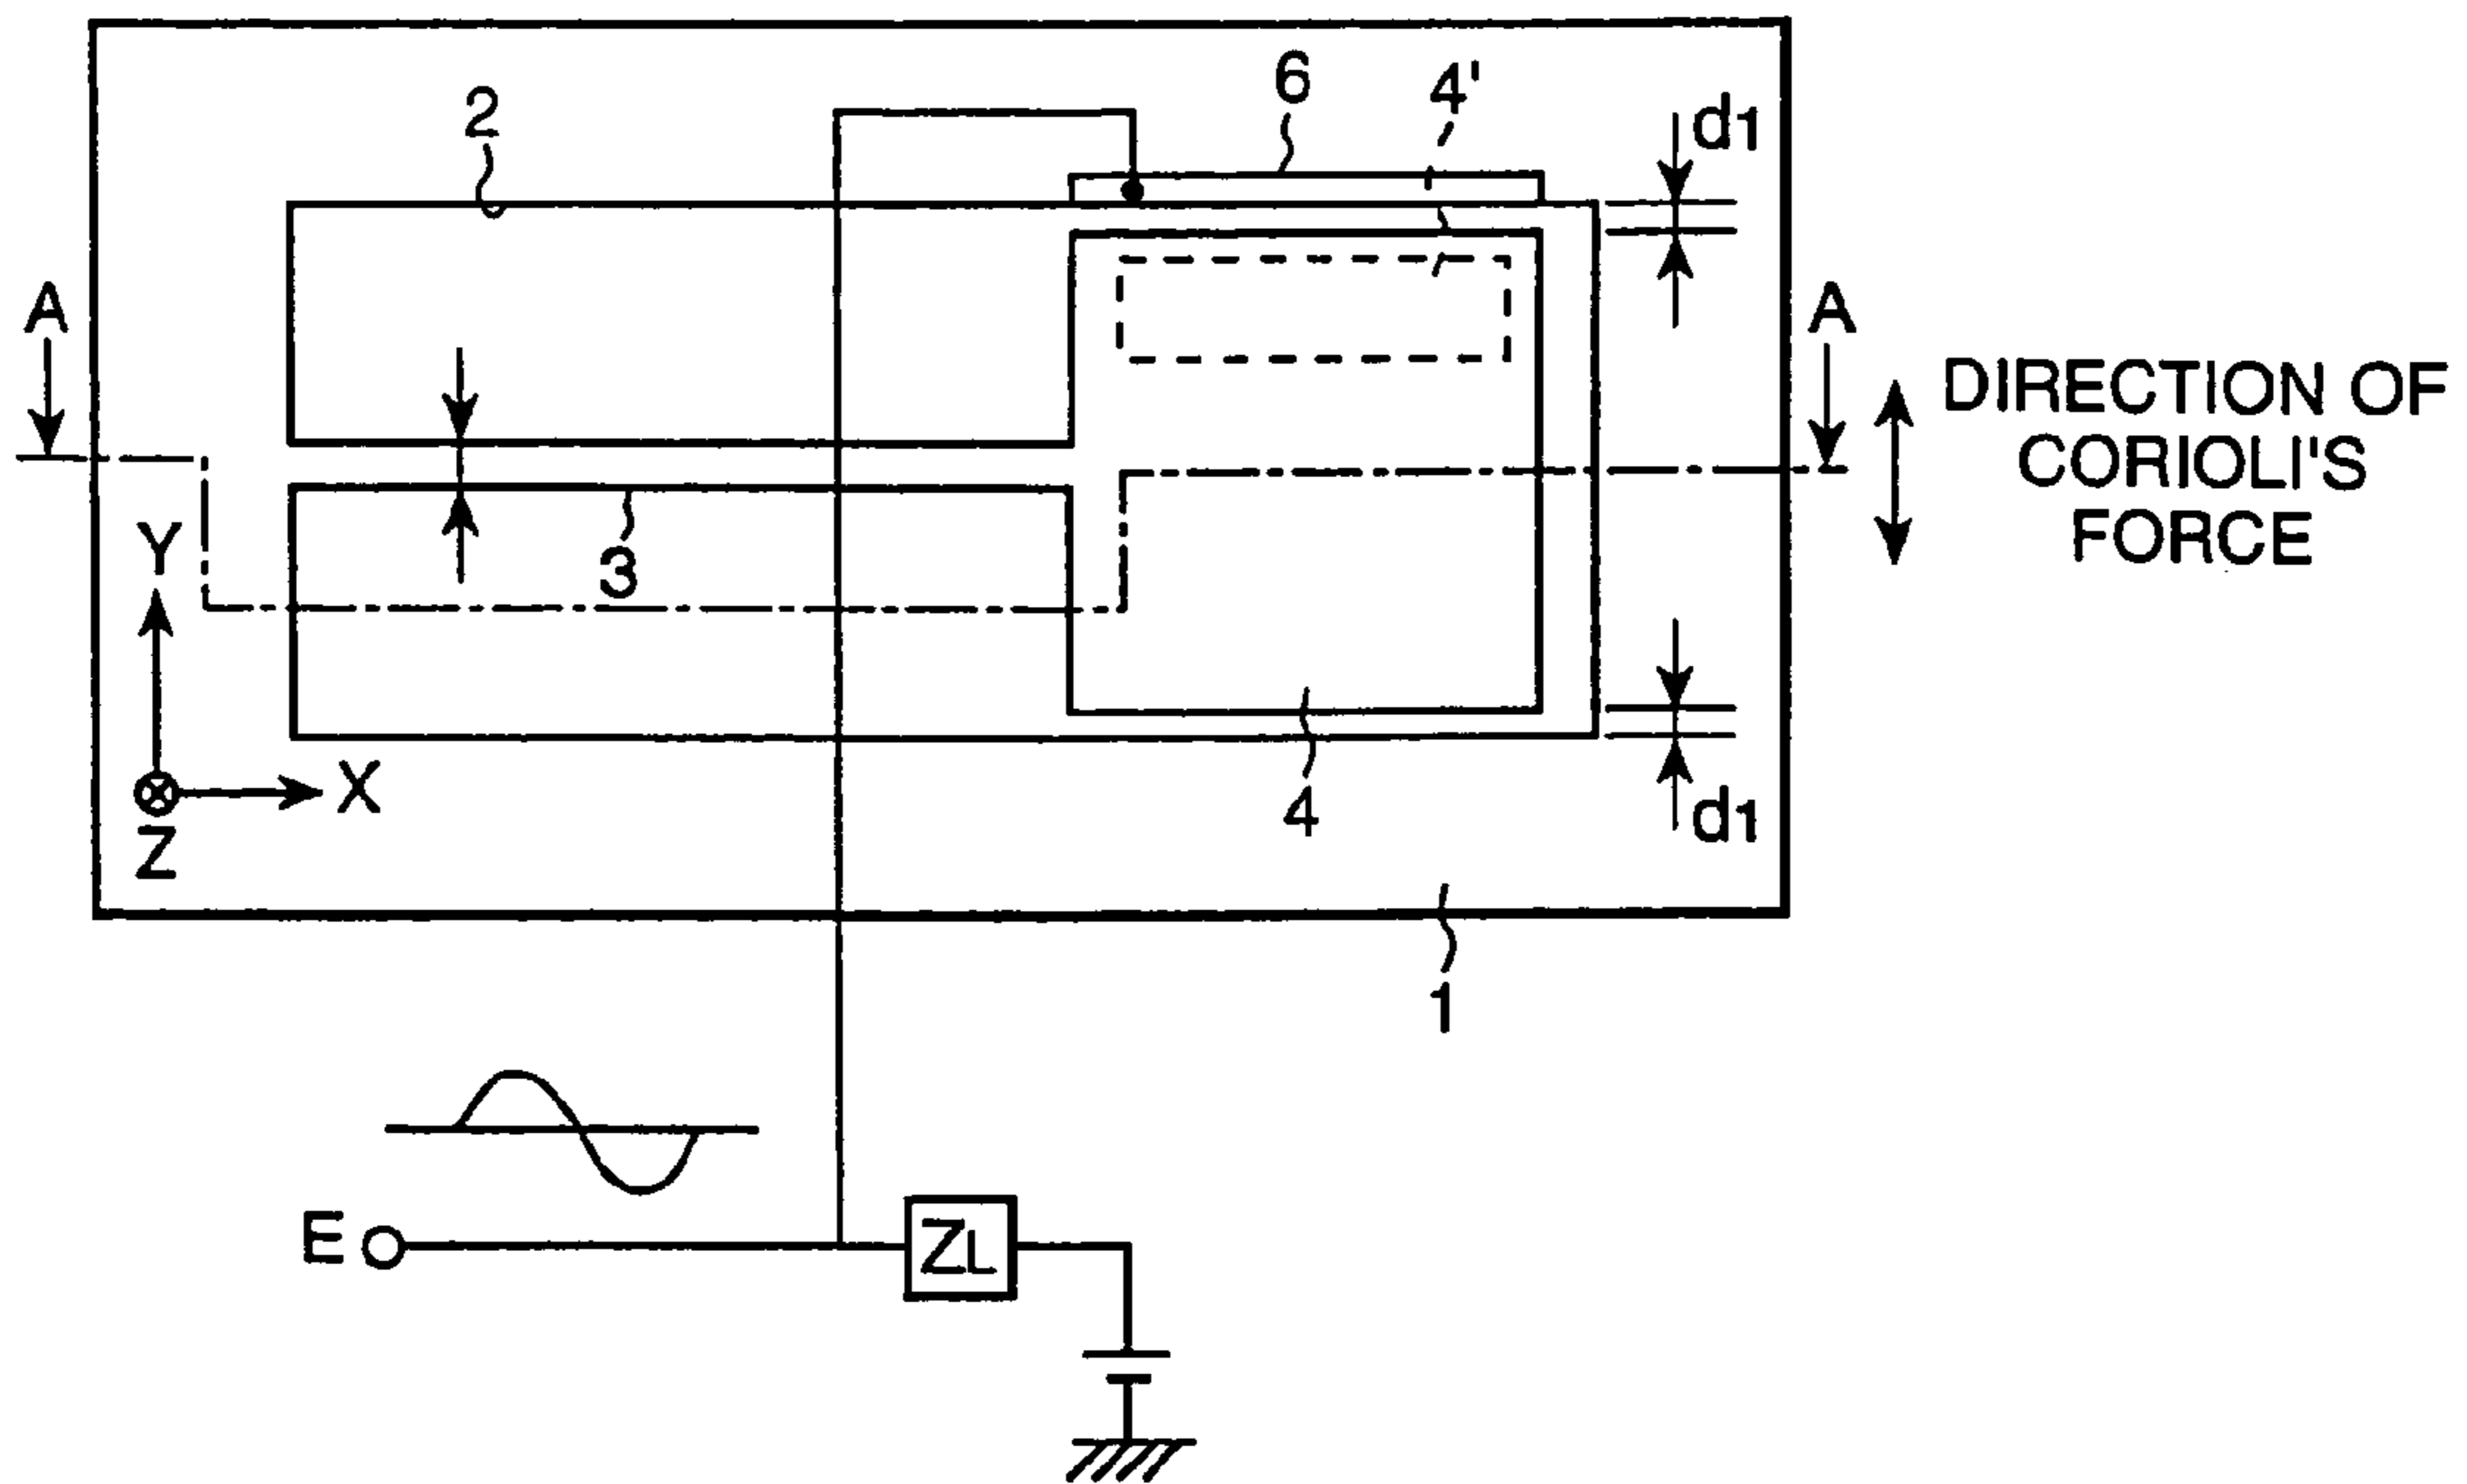 6
4'
d1
2
A
A
DIRECTION OF
CORIOLI'S
FORCE
3
Y
X
Z
4
d1
1
E
ZL